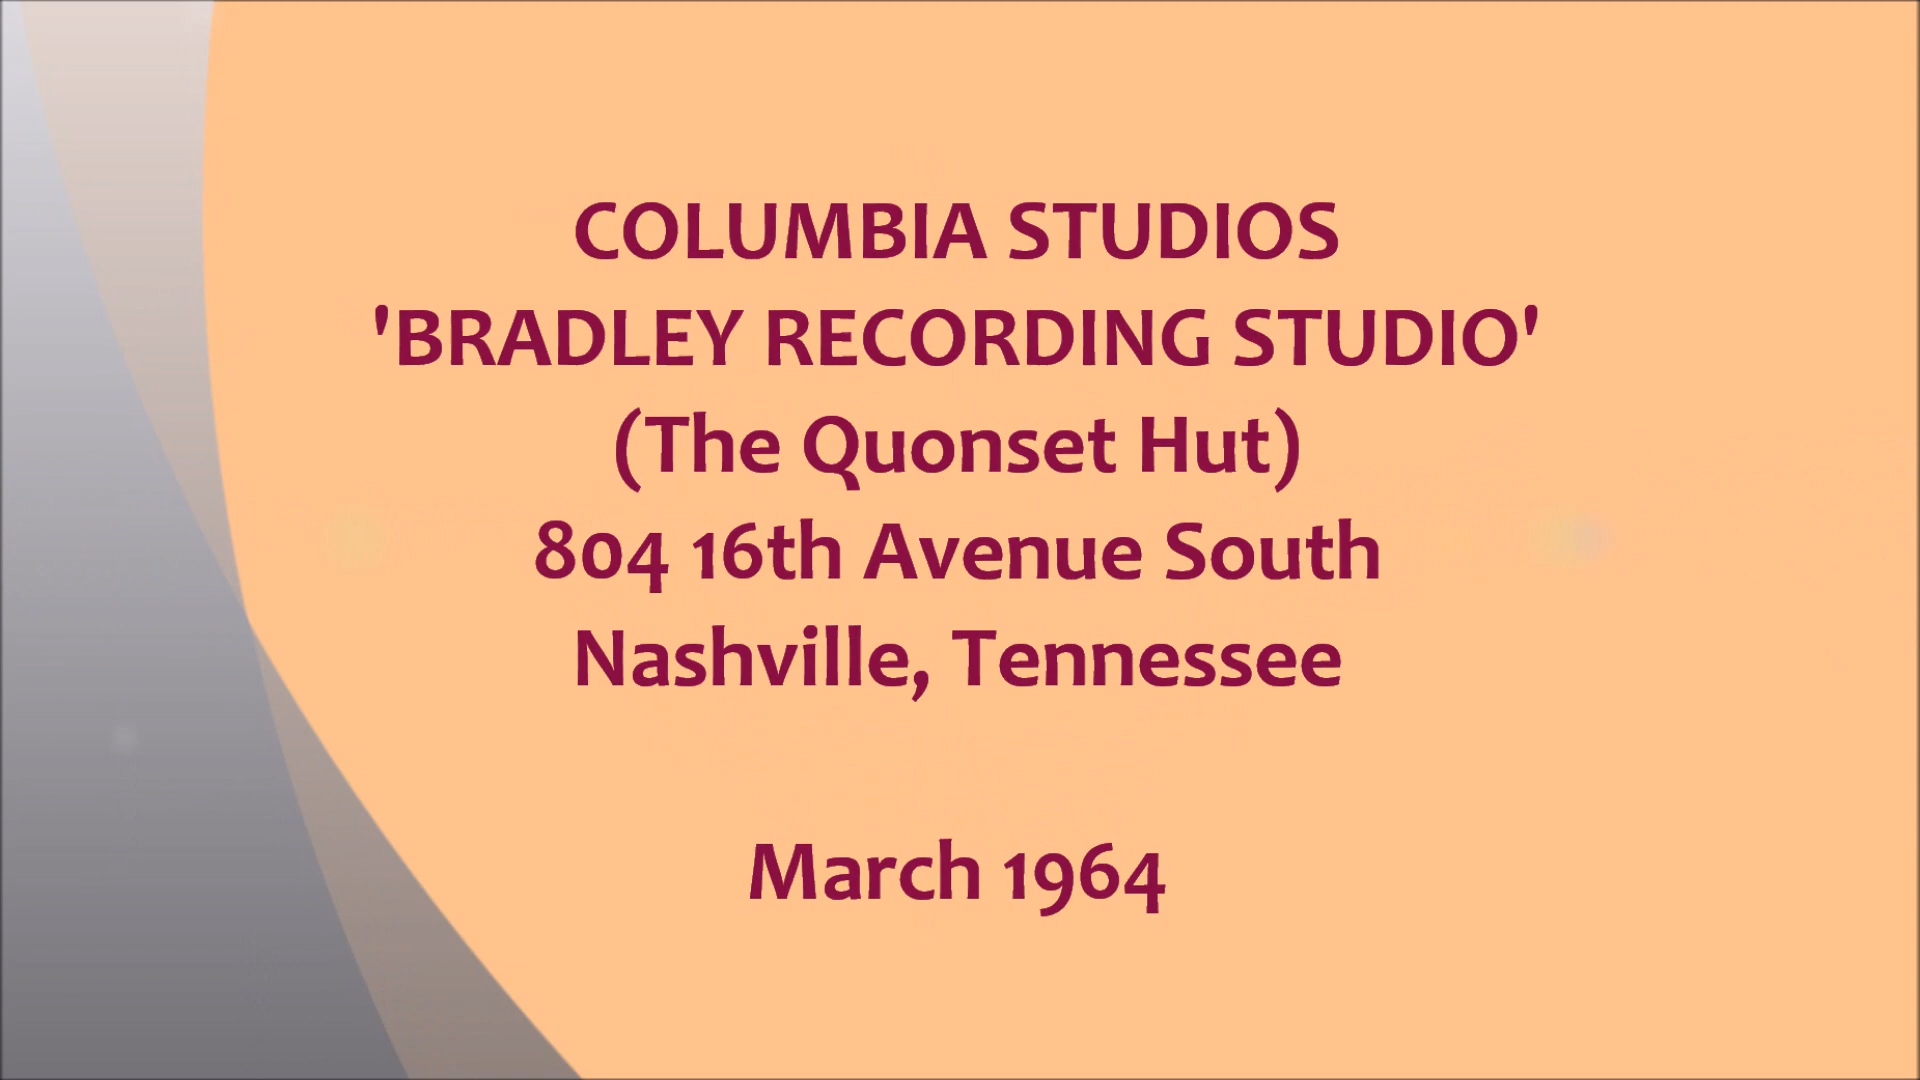 COLUMBIA STUDIOS
'BRADLEY RECORDING STUDIO'
(The Quonset Hut)
804 16th Avenue South
Nashville, Tennessee
March 1964